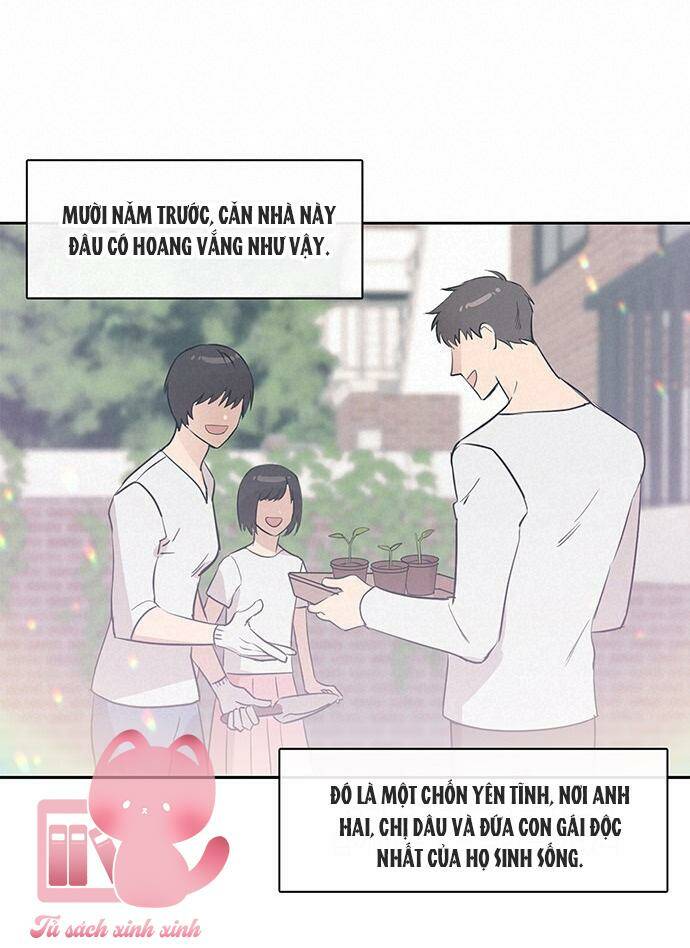 MƯỜI NĂM TRƯỚC, CĂN NHÀ NÀY
ĐÂU CÓ HOANG VẮNG NHƯ VẬY.
ĐÓ LÀ MỘT CHỐN YÊN TĨNH, NƠI ANH
HAI, CHỊ DÂU VÀ ĐỨA CON GÁI ĐỘC
NHẤT CỦA HỌ SINH SỐNG.
Tủ sách xinh xinh